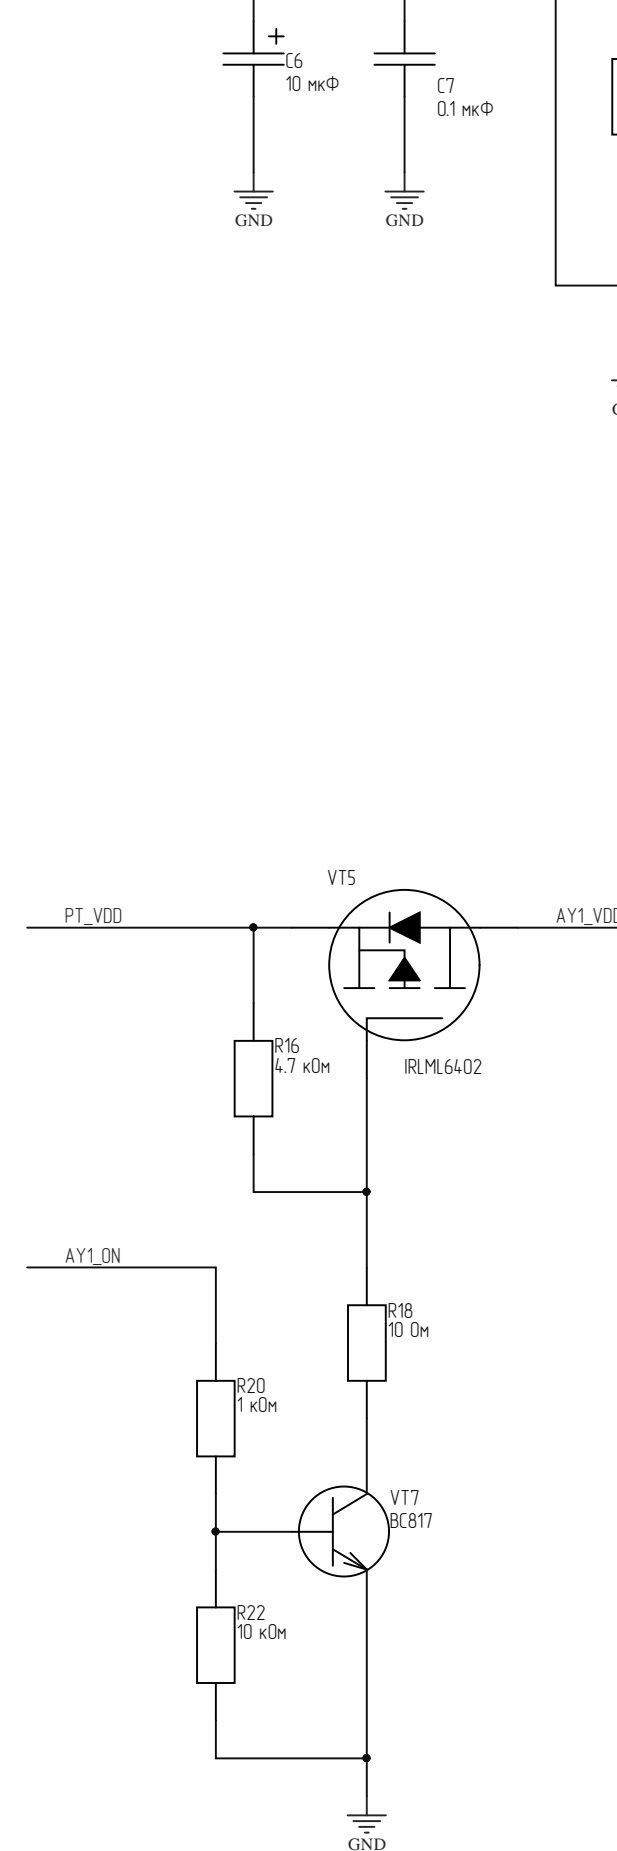 +
C6
10 мкФ
C7
0.1 мкФ
GND
GND
VT5
PT_VDD
AY1_VDD
R16
4.7 кОм
IRLML6402
AY1_ON
R18
10 Ом
R20
1 кОм
VT7
BC817
R22
10 кОм
GND